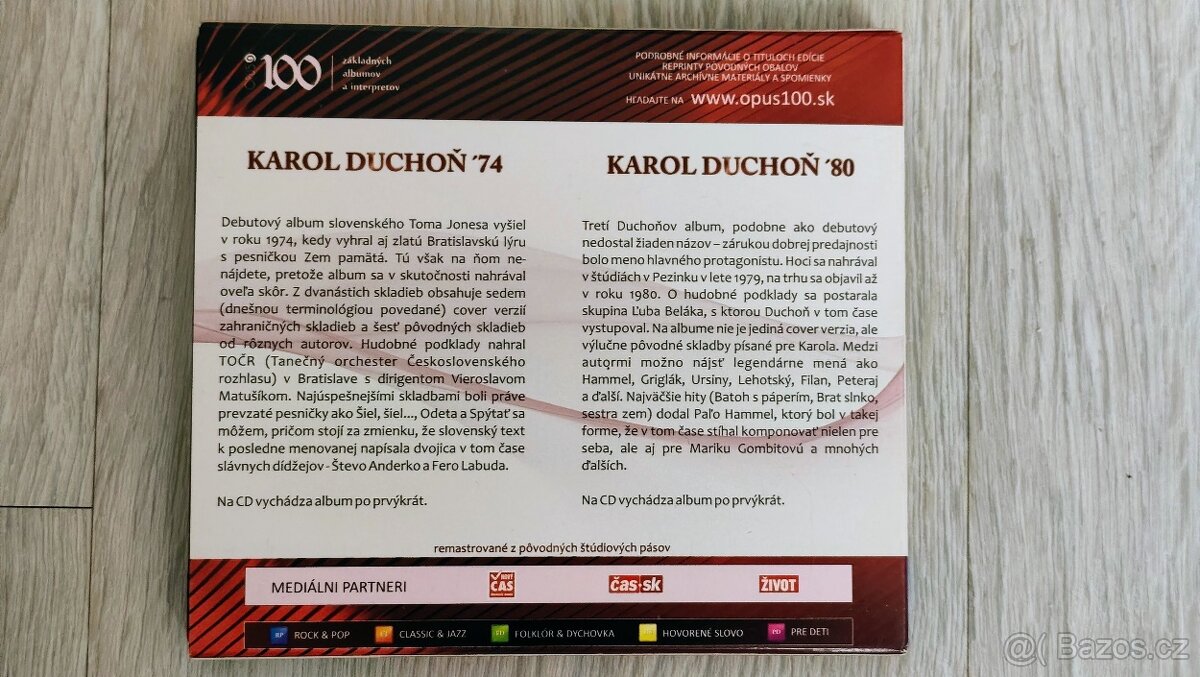 opus 100
základných
albumov
a interpretov
PODROBNÉ INFORMÁCIE O TITULOCH EDÍCIE
REPRINTY PÔVODNÝCH OBALOV
UNIKÁTNE ARCHÍVNE MATERIÁLY A SPOMIENKY
HĽADAJTE NA www.opus100.sk
KAROL DUCHOŇ ´74
Debutový album slovenského Toma Jonesa vyšiel
v roku 1974, kedy vyhral aj zlatú Bratislavskú lýru
s pesničkou Zem pamätá. Tú však na ňom ne-
nájdete, pretože album sa v skutočnosti nahrával
oveľa skôr. Z dvanástich skladieb obsahuje sedem
(dnešnou terminológiou povedané) cover verzií
zahraničných skladieb a šesť pôvodných skladieb
od rôznych autorov. Hudobné podklady nahral
TOČR (Tanečný orchester Československého
rozhlasu) v Bratislave s dirigentom Vieroslavom
Matušíkom. Najúspešnejšími skladbami boli práve
prevzaté pesničky ako Šiel, šiel..., Odeta a Spýtať sa
môžem, pričom stojí za zmienku, že slovenský text
k posledne menovanej napísala dvojica v tom čase
slávnych dídžejov - Števo Anderko a Fero Labuda.
Na CD vychádza album po prvýkrát.
KAROL DUCHOŇ ´80
Tretí Duchoňov album, podobne ako debutový
nedostal žiaden názov – zárukou dobrej predajnosti
bolo meno hlavného protagonistu. Hoci sa nahrával
v štúdiách v Pezinku v lete 1979, na trhu sa objavil až
v roku 1980. O hudobné podklady sa postarala
skupina Ľuba Beláka, s ktorou Duchoň v tom čase
vystupoval. Na albume nie je jediná cover verzia, ale
výlučne pôvodné skladby písané pre Karola. Medzi
autormi možno nájsť legendárne mená ako
Hammel, Griglák, Ursiny, Lehotský, Filan, Peteraj
a ďalší. Najväčšie hity (Batoh s páperím, Brat slnko,
sestra zem) dodal Paľo Hammel, ktorý bol v takej
forme, že v tom čase stíhal komponovať nielen pre
seba, ale aj pre Mariku Gombitovú a mnohých
ďalších.
Na CD vychádza album po prvýkrát.
remastrované z pôvodných štúdiových pásov
MEDIÁLNI PARTNERI
NOVÝ ČAS
čas.sk
ŽIVOT
RP ROCK & POP
CJ CLASSIC & JAZZ
FD FOLKLÓR & DYCHOVKA
HS HOVORENÉ SLOVO
PD PRE DETI
@( Bazos.cz